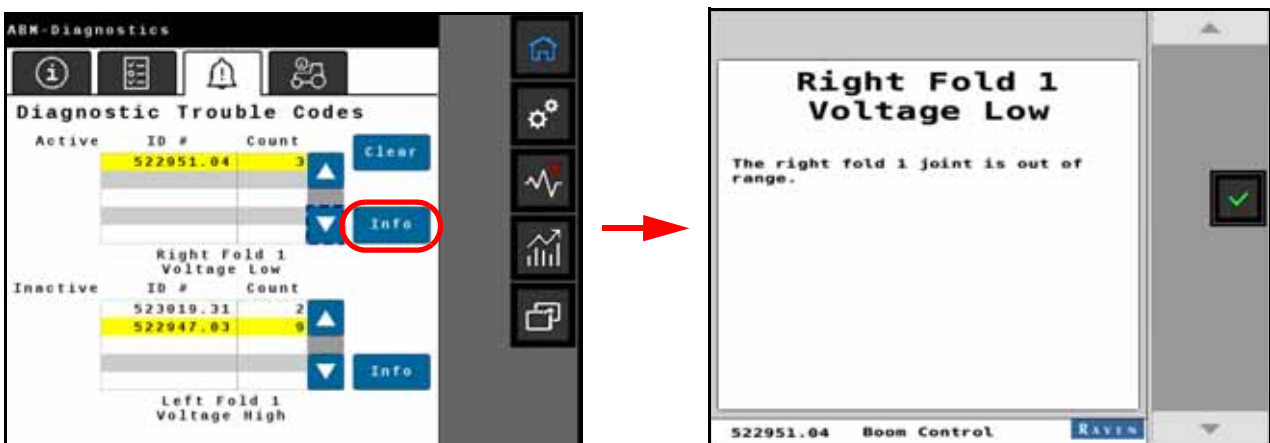 ABM-Diagnostics
Diagnostic Trouble Codes
Active ID # Count
522951.04 3
Clear
Info
Right Fold 1
Voltage Low
Inactive ID # Count
523019.31 2
522947.03 9
Info
Left Fold 1
Voltage High
Right Fold 1
Voltage Low
The right fold 1 joint is out of
range.
522951.04 Boom Control RAVEN